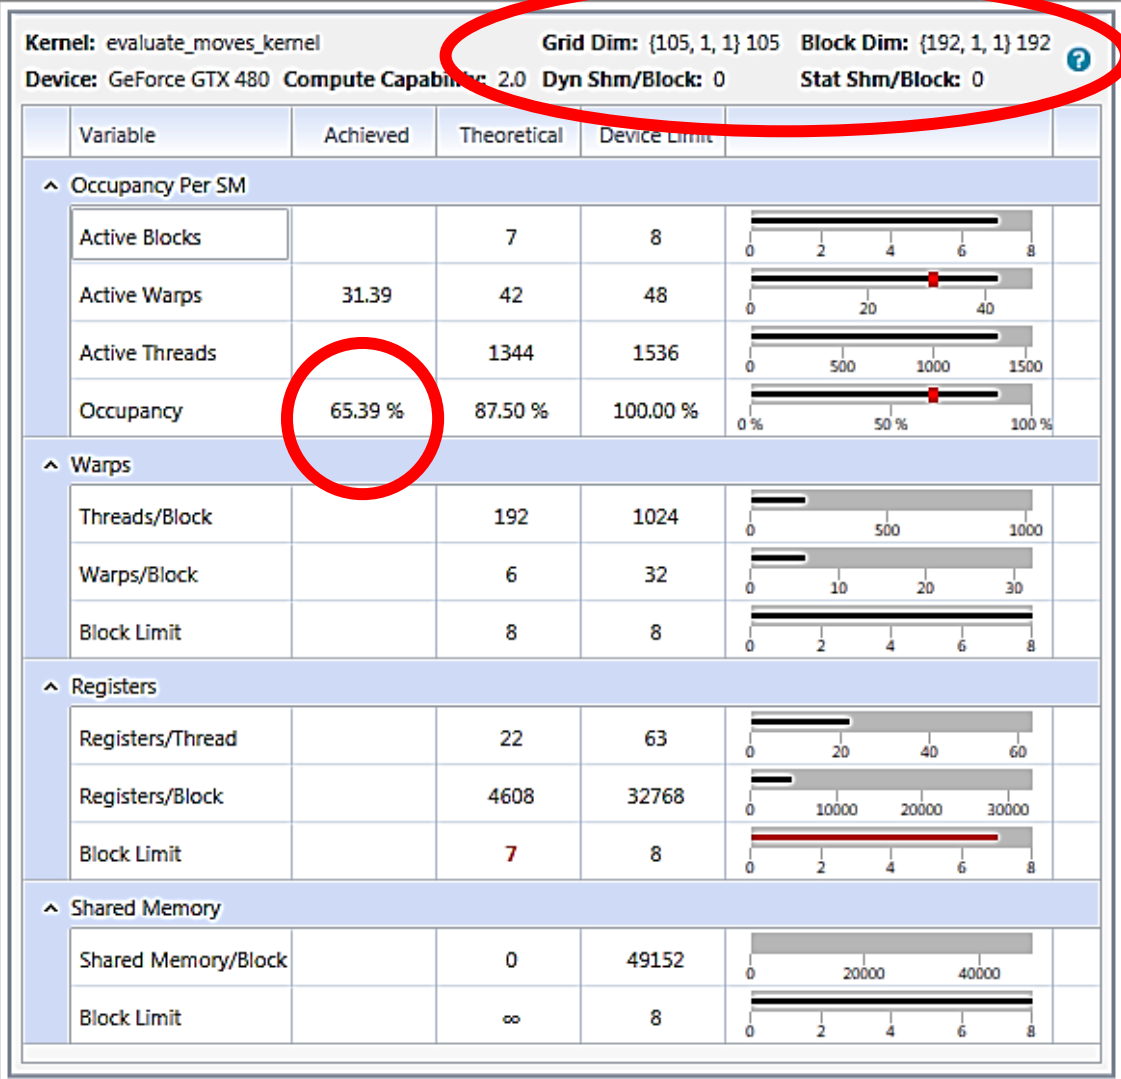 Kernel: evaluate_moves_kernel Grid Dim: {105, 1, 1} 105 Block Dim: {192, 1, 1} 192 ?
Device: GeForce GTX 480 Compute Capability: 2.0 Dyn Shm/Block: 0 Stat Shm/Block: 0
Variable Achieved Theoretical Device Limit
Occupancy Per SM
Active Blocks 7 8
0 2 4 6 8
Active Warps 31.39 42 48
0 20 40
Active Threads 1344 1536
0 500 1000 1500
Occupancy 65.39 % 87.50 % 100.00 %
0 % 50 % 100 %
Warps
Threads/Block 192 1024
0 500 1000
Warps/Block 6 32
0 10 20 30
Block Limit 8 8
0 2 4 6 8
Registers
Registers/Thread 22 63
0 20 40 60
Registers/Block 4608 32768
0 10000 20000 30000
Block Limit 7 8
0 2 4 6 8
Shared Memory
Shared Memory/Block 0 49152
0 20000 40000
Block Limit ∞ 8
0 2 4 6 8